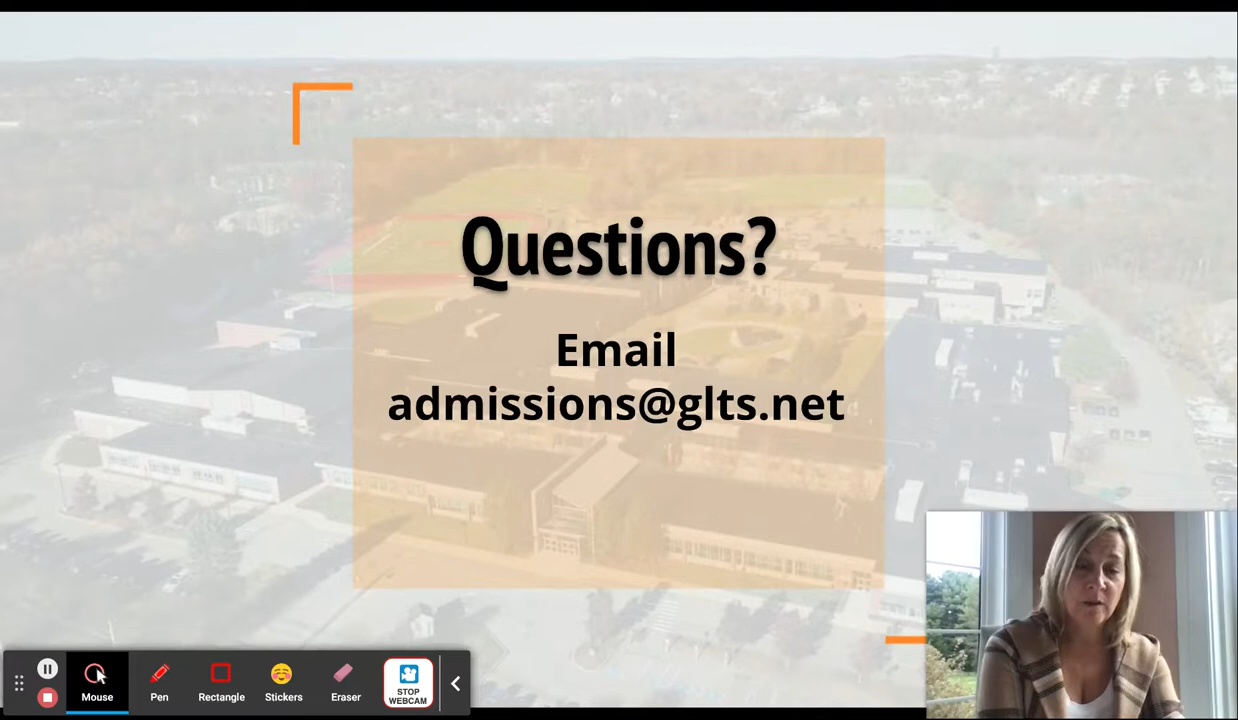 Questions?
Email
admissions@glts.net
Mouse
Pen
Rectangle
Stickers
Eraser
STOP
WEBCAM